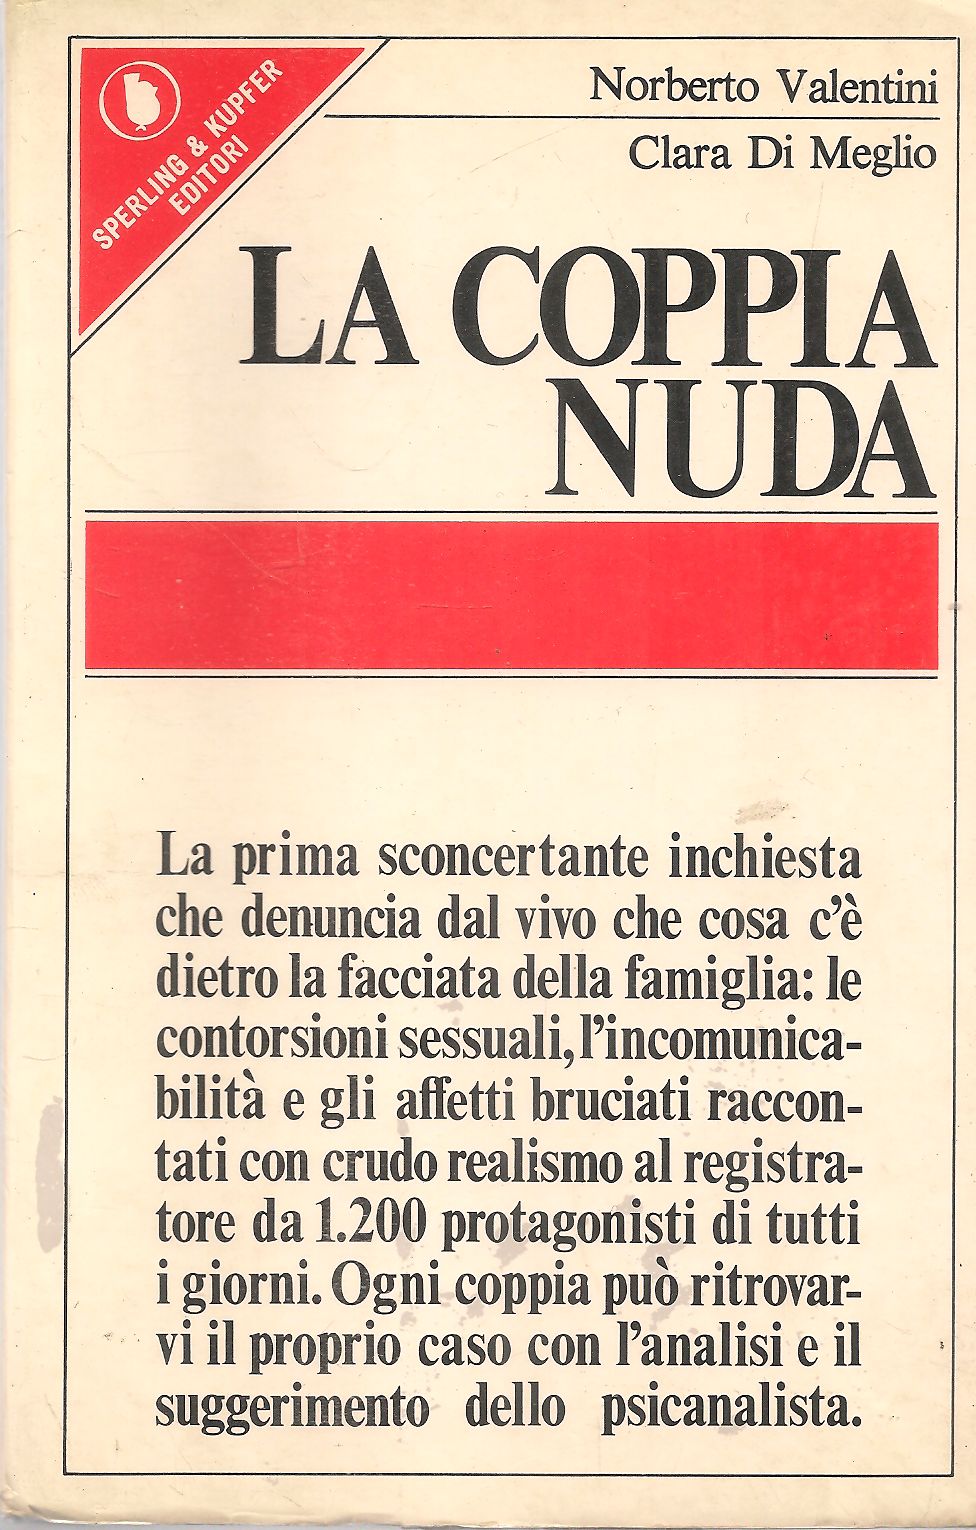 SPERLING & KUPFER
EDITORI
Norberto Valentini
Clara Di Meglio
LA COPPIA
NUDA
La prima sconcertante inchiesta
che denuncia dal vivo che cosa c'è
dietro la facciata della famiglia: le
contorsioni sessuali, l'incomunica-
bilità e gli affetti bruciati raccon-
tati con crudo realismo al registra-
tore da 1.200 protagonisti di tutti
i giorni. Ogni coppia può ritrovar-
vi il proprio caso con l'analisi e il
suggerimento dello psicanalista.